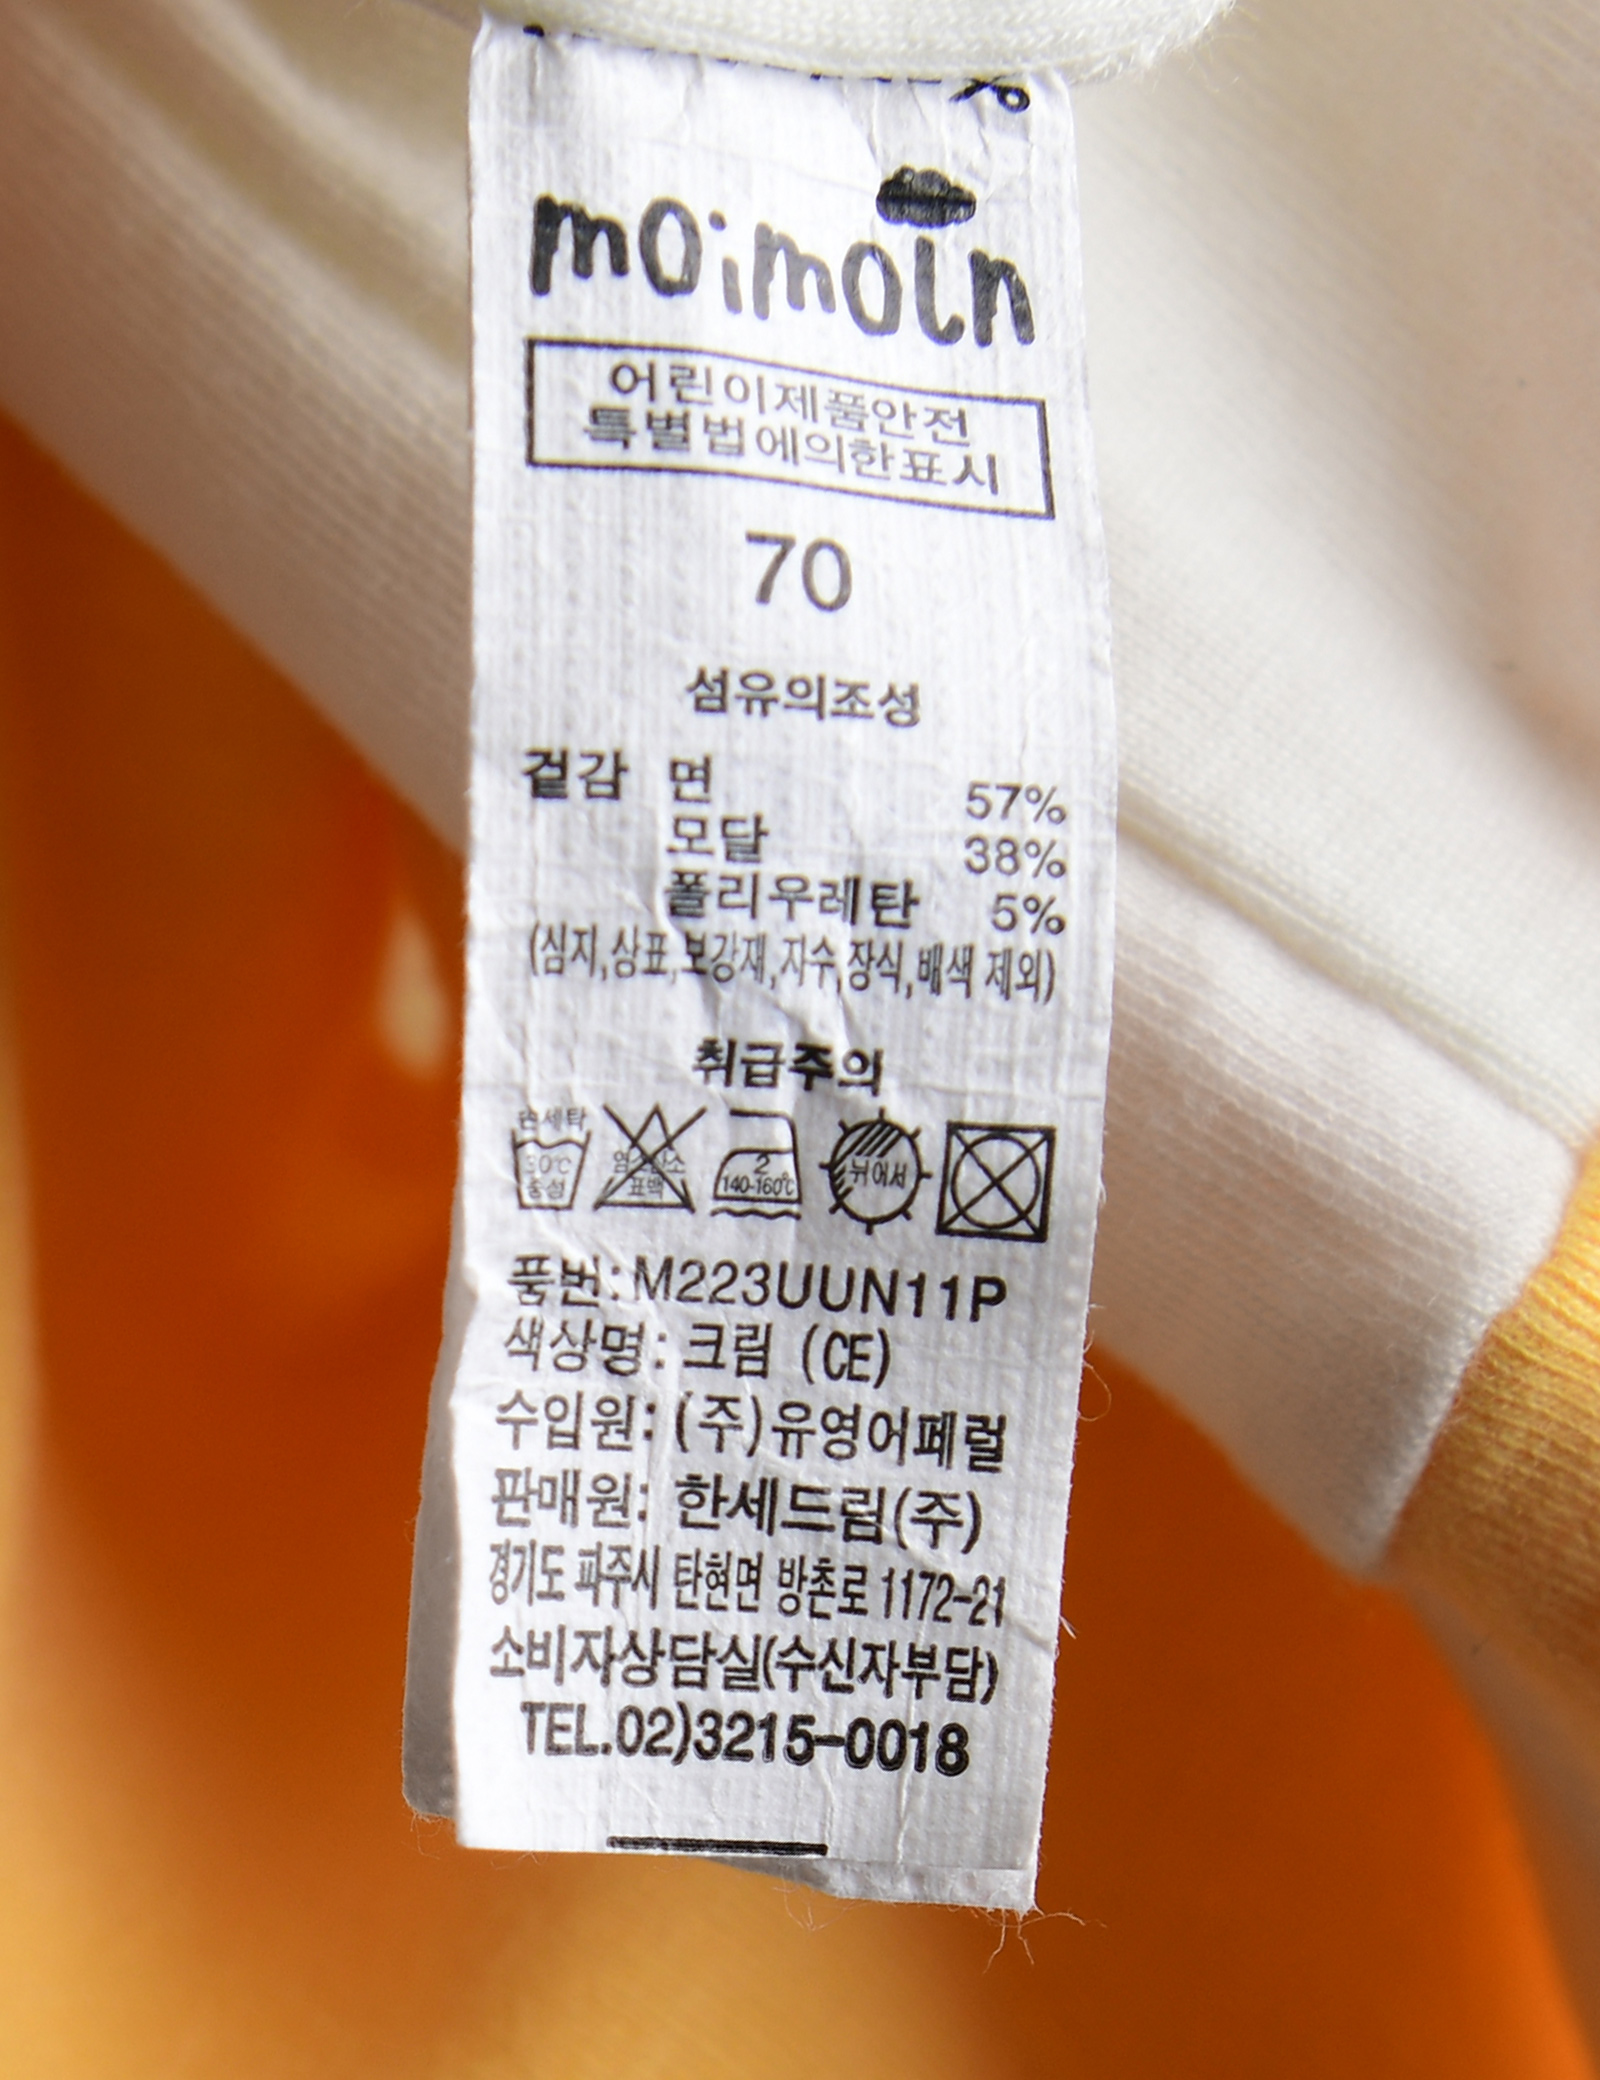 %
moimoln
어린이제품안전
특별법에의한표시
70
섬유의조성
겉감 면 57%
모달 38%
폴리우레탄 5%
(심지,상표,보강재,자수,장식,배색 제외)
취급주의
손세탁
30℃
중성
염소산소
표백
2
140-160℃
뉘어서
품번:M223UUN11P
색상명: 크림 (CE)
수입원: (주)유영어페럴
판매원: 한세드림(주)
경기도 파주시 탄현면 방촌로 1172-21
소비자상담실(수신자부담)
TEL.02)3215-0018